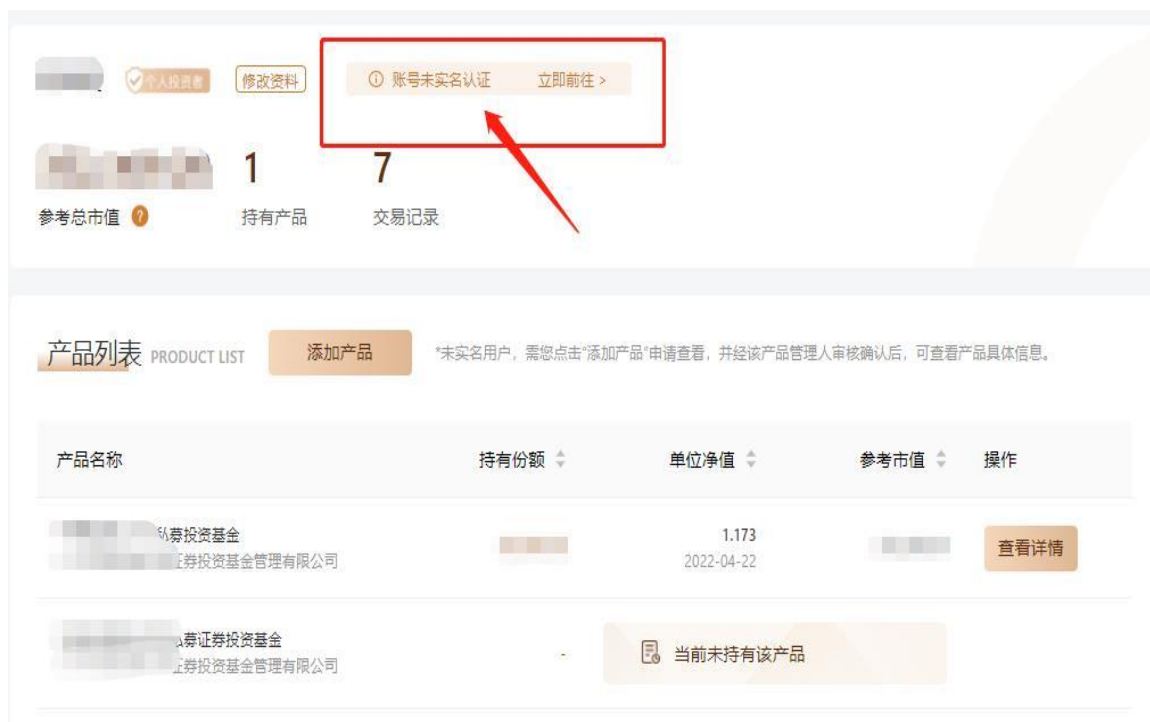 个人投资者 修改资料 账号未实名认证 立即前往 >
1 7
参考总市值 ? 持有产品 交易记录
产品列表 PRODUCT LIST 添加产品 *未实名用户，需您点击“添加产品”申请查看，并经该产品管理人审核确认后，可查看产品具体信息。
产品名称 持有份额 单位净值 参考市值 操作
私募投资基金 1.173 查看详情
证券投资基金管理有限公司 2022-04-22
募证券投资基金 - 当前未持有该产品
证券投资基金管理有限公司